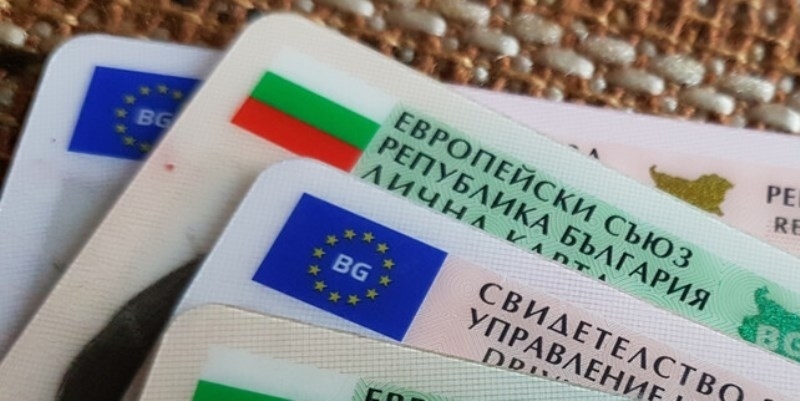 BG
ЕВРОПЕЙСКИ СЪЮЗ
РЕПУБЛИКА БЪЛГАРИЯ
ЛИЧНА КАРТА
BG
BG
СВИДЕТЕЛСТВО
УПРАВЛЕНИЕ